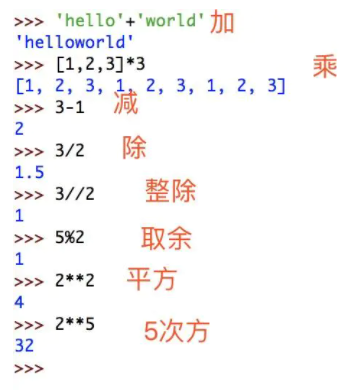 >>> 'hello'+'world' 加
'helloworld'
>>> [1,2,3]*3 乘
[1, 2, 3, 1, 2, 3, 1, 2, 3]
>>> 3-1 减
2
>>> 3/2 除
1.5
>>> 3//2 整除
1
>>> 5%2 取余
1
>>> 2**2 平方
4
>>> 2**5 5次方
32
>>>